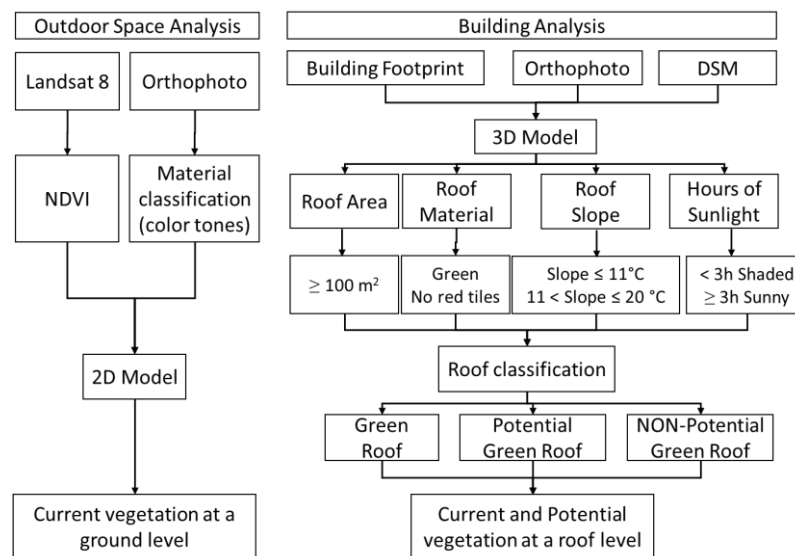 Outdoor Space Analysis
Building Analysis
Landsat 8
Orthophoto
Building Footprint
Orthophoto
DSM
3D Model
NDVI
Material
classification
(color tones)
Roof Area
Roof
Material
Roof
Slope
Hours of
Sunlight
≥ 100 m²
Green
No red tiles
Slope ≤ 11°C
11 < Slope ≤ 20 °C
< 3h Shaded
≥ 3h Sunny
2D Model
Roof classification
Green
Roof
Potential
Green Roof
NON-Potential
Green Roof
Current vegetation at a
ground level
Current and Potential
vegetation at a roof level